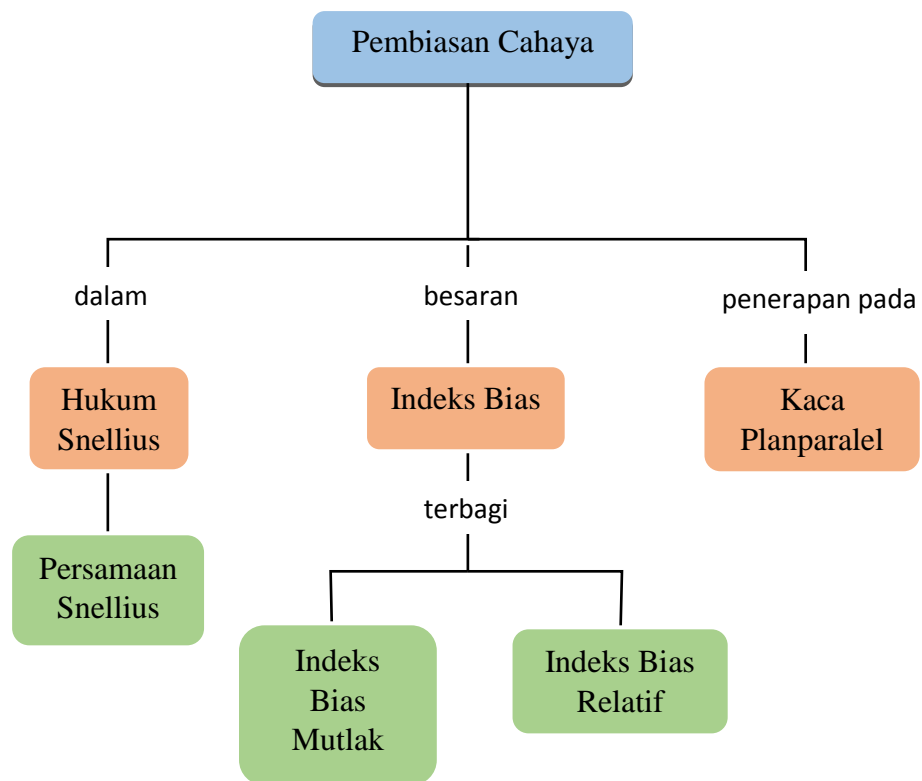 Pembiasan Cahaya
dalam
besaran
penerapan pada
Hukum
Snellius
Indeks Bias
Kaca
Planparalel
terbagi
Persamaan
Snellius
Indeks
Bias
Mutlak
Indeks Bias
Relatif